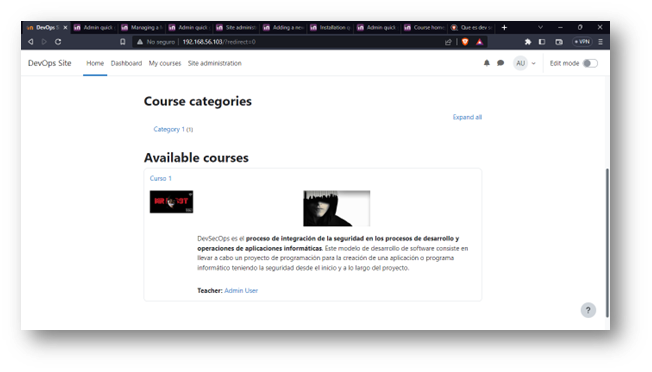 DevOps S
Admin quick
Managing a
Admin quick
Site administ
Adding a ne
Installation q
Admin quick
Course hom
Que es dev s
No seguro 192.168.56.103/?redirect=0
VPN
DevOps Site Home Dashboard My courses Site administration AU Edit mode
Course categories
Expand all
Category 1 (1)
Available courses
Curso 1
DevSecOps es el proceso de integración de la seguridad en los procesos de desarrollo y
operaciones de aplicaciones informáticas. Este modelo de desarrollo de software consiste en
llevar a cabo un proyecto de programación para la creación de una aplicación o programa
informático teniendo la seguridad desde el inicio y a lo largo del proyecto.
Teacher: Admin User
?